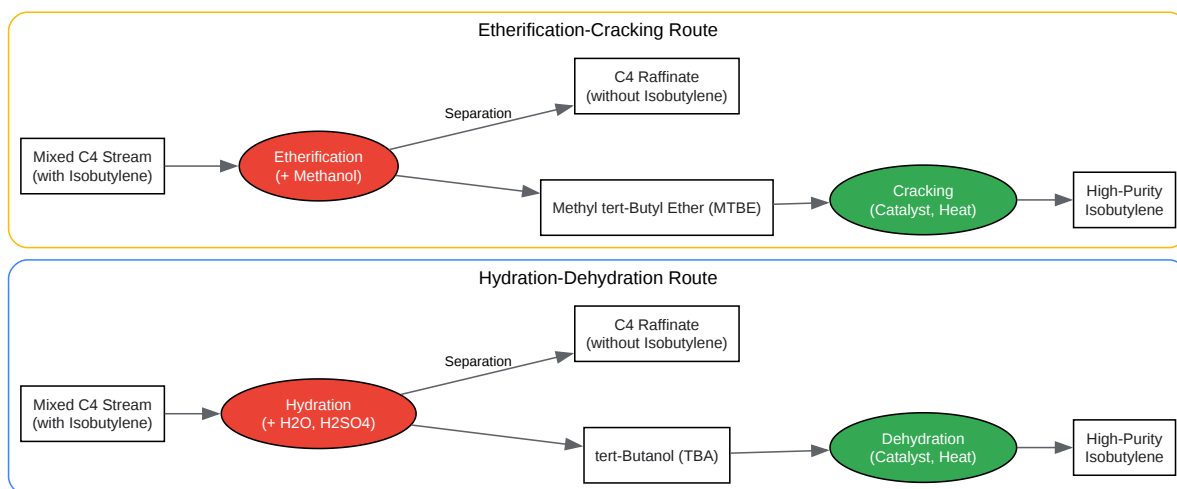 Etherification-Cracking Route
C4 Raffinate
(without Isobutylene)
Separation
Mixed C4 Stream
(with Isobutylene)
Etherification
(+ Methanol)
Methyl tert-Butyl Ether (MTBE)
Cracking
(Catalyst, Heat)
High-Purity
Isobutylene
Hydration-Dehydration Route
C4 Raffinate
(without Isobutylene)
Separation
Mixed C4 Stream
(with Isobutylene)
Hydration
(+ H2O, H2SO4)
tert-Butanol (TBA)
Dehydration
(Catalyst, Heat)
High-Purity
Isobutylene